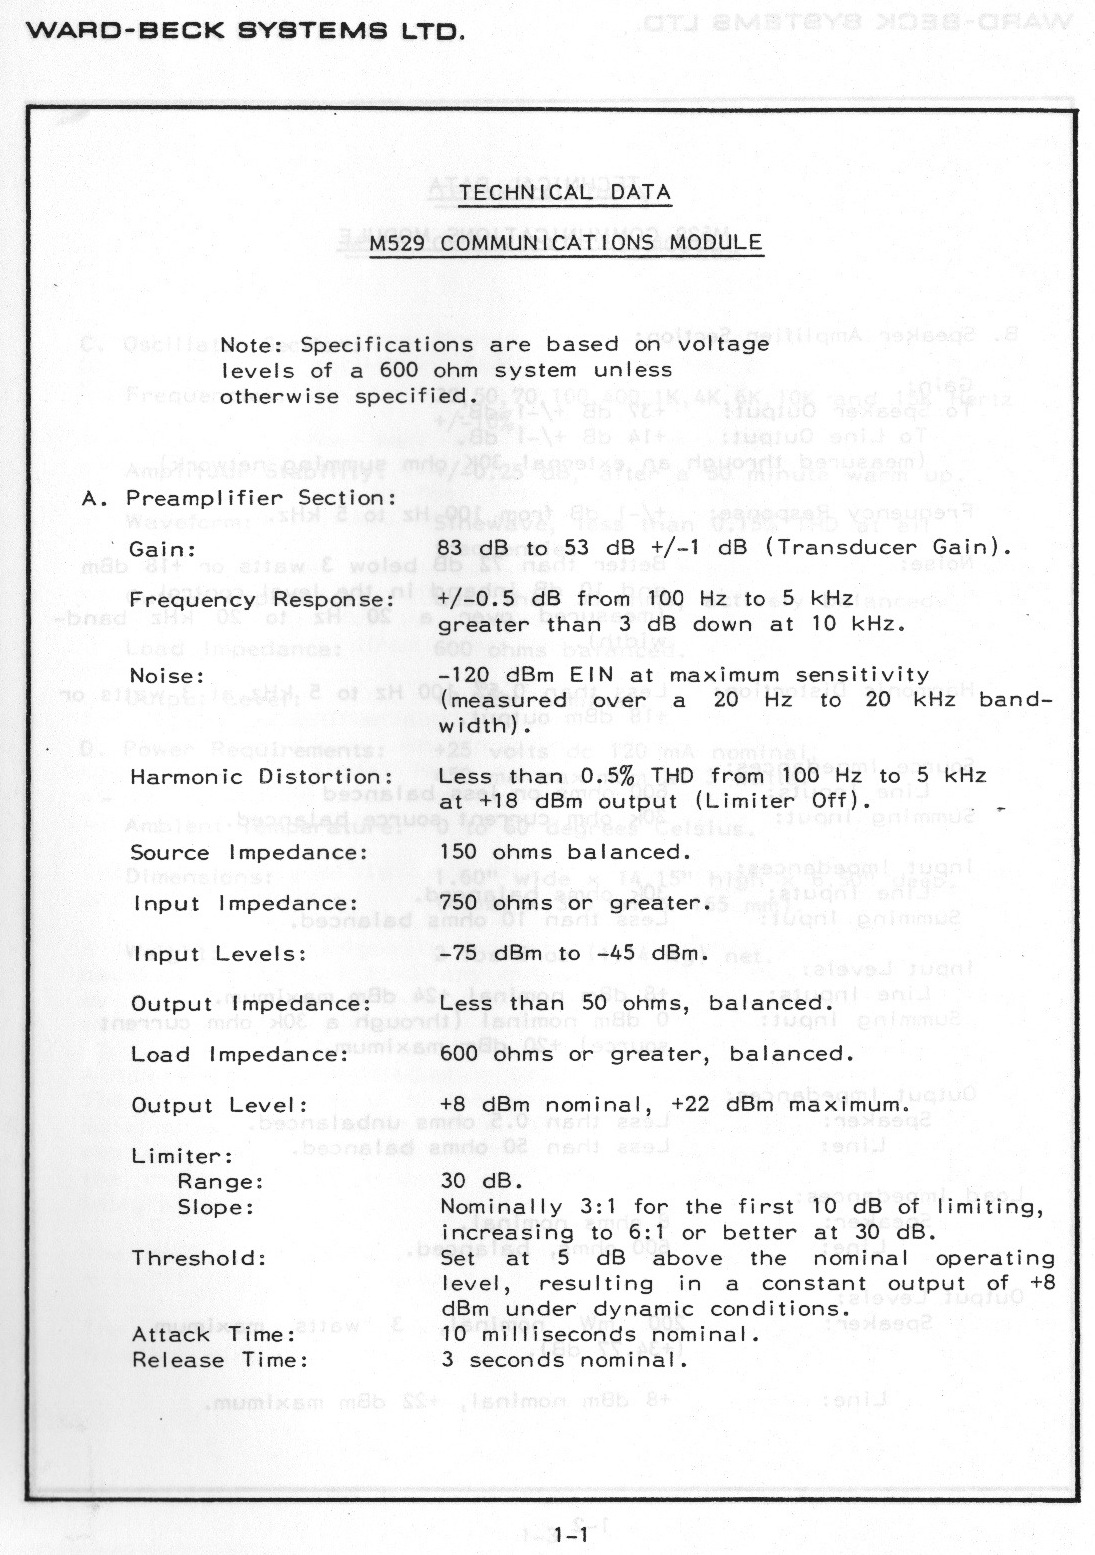 WARD-BECK SYSTEMS LTD.
TECHNICAL DATA
M529 COMMUNICATIONS MODULE
Note: Specifications are based on voltage
levels of a 600 ohm system unless
otherwise specified.
A. Preamplifier Section:
Gain: 83 dB to 53 dB +/-1 dB (Transducer Gain).
Frequency Response: +/-0.5 dB from 100 Hz to 5 kHz
greater than 3 dB down at 10 kHz.
Noise: -120 dBm EIN at maximum sensitivity
(measured over a 20 Hz to 20 kHz band-
width).
Harmonic Distortion: Less than 0.5% THD from 100 Hz to 5 kHz
at +18 dBm output (Limiter Off).
Source Impedance: 150 ohms balanced.
Input Impedance: 750 ohms or greater.
Input Levels: -75 dBm to -45 dBm.
Output Impedance: Less than 50 ohms, balanced.
Load Impedance: 600 ohms or greater, balanced.
Output Level: +8 dBm nominal, +22 dBm maximum.
Limiter:
Range: 30 dB.
Slope: Nominally 3:1 for the first 10 dB of limiting,
increasing to 6:1 or better at 30 dB.
Threshold: Set at 5 dB above the nominal operating
level, resulting in a constant output of +8
dBm under dynamic conditions.
Attack Time: 10 milliseconds nominal.
Release Time: 3 seconds nominal.
1-1